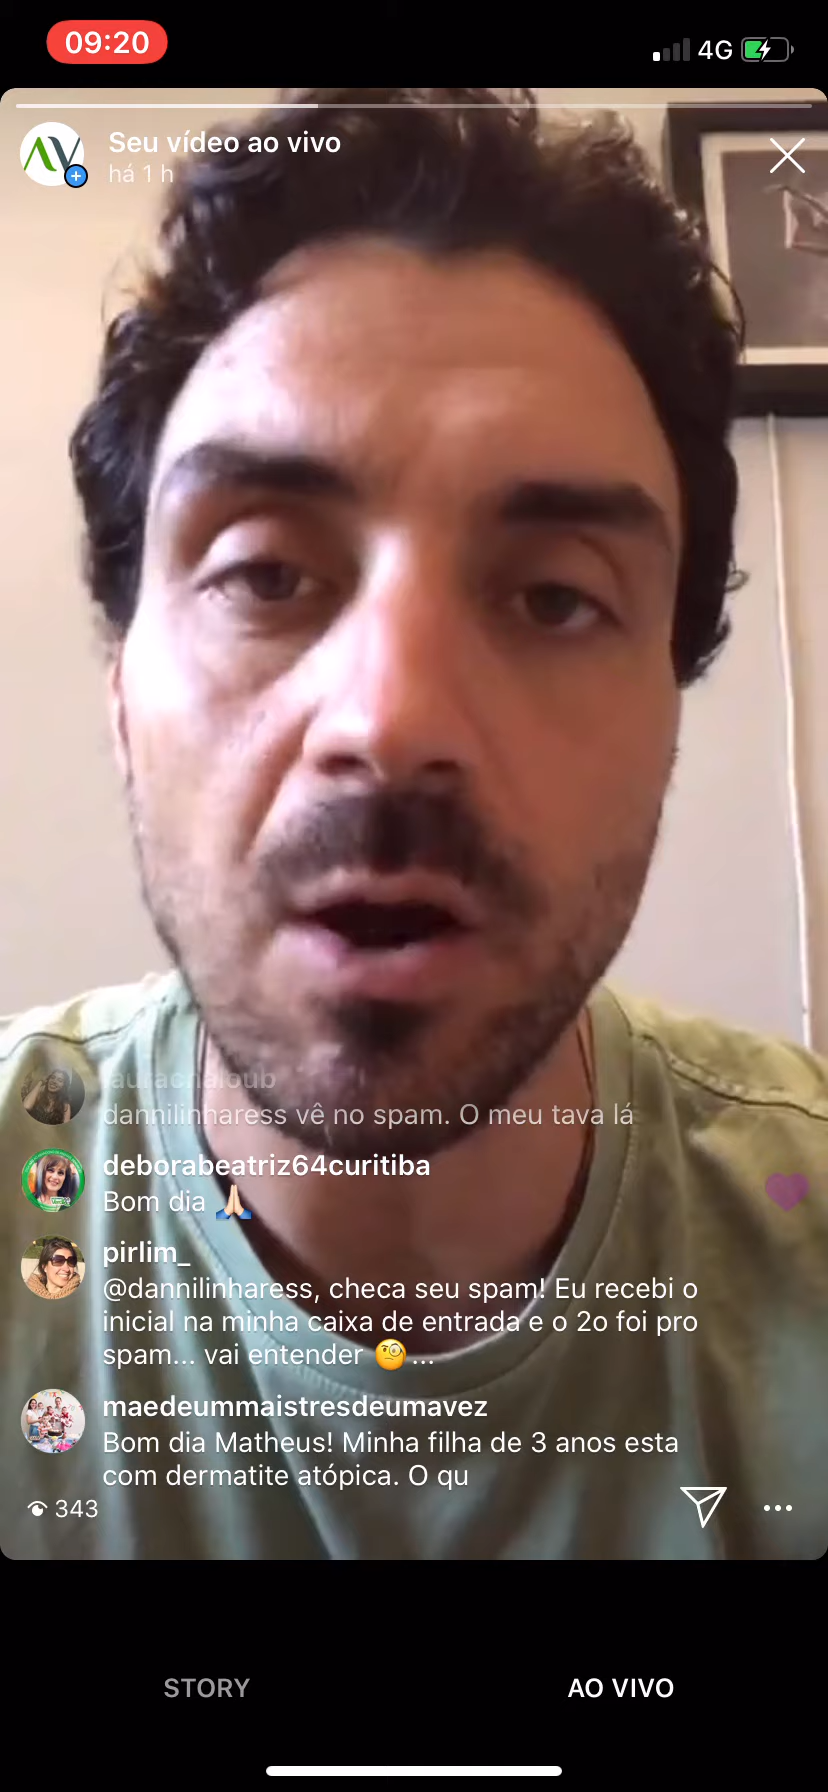 09:20
4G
Seu vídeo ao vivo
há 1 h
dannilinharess vê no spam. O meu tava lá
deborabeatriz64curitiba
Bom dia 🙏🏻
pirlim_
@dannilinharess, checa seu spam! Eu recebi o
inicial na minha caixa de entrada e o 2o foi pro
spam... vai entender 🧐...
maedeummaistresdeumavez
Bom dia Matheus! Minha filha de 3 anos esta
com dermatite atópica. O qu
343
STORY
AO VIVO